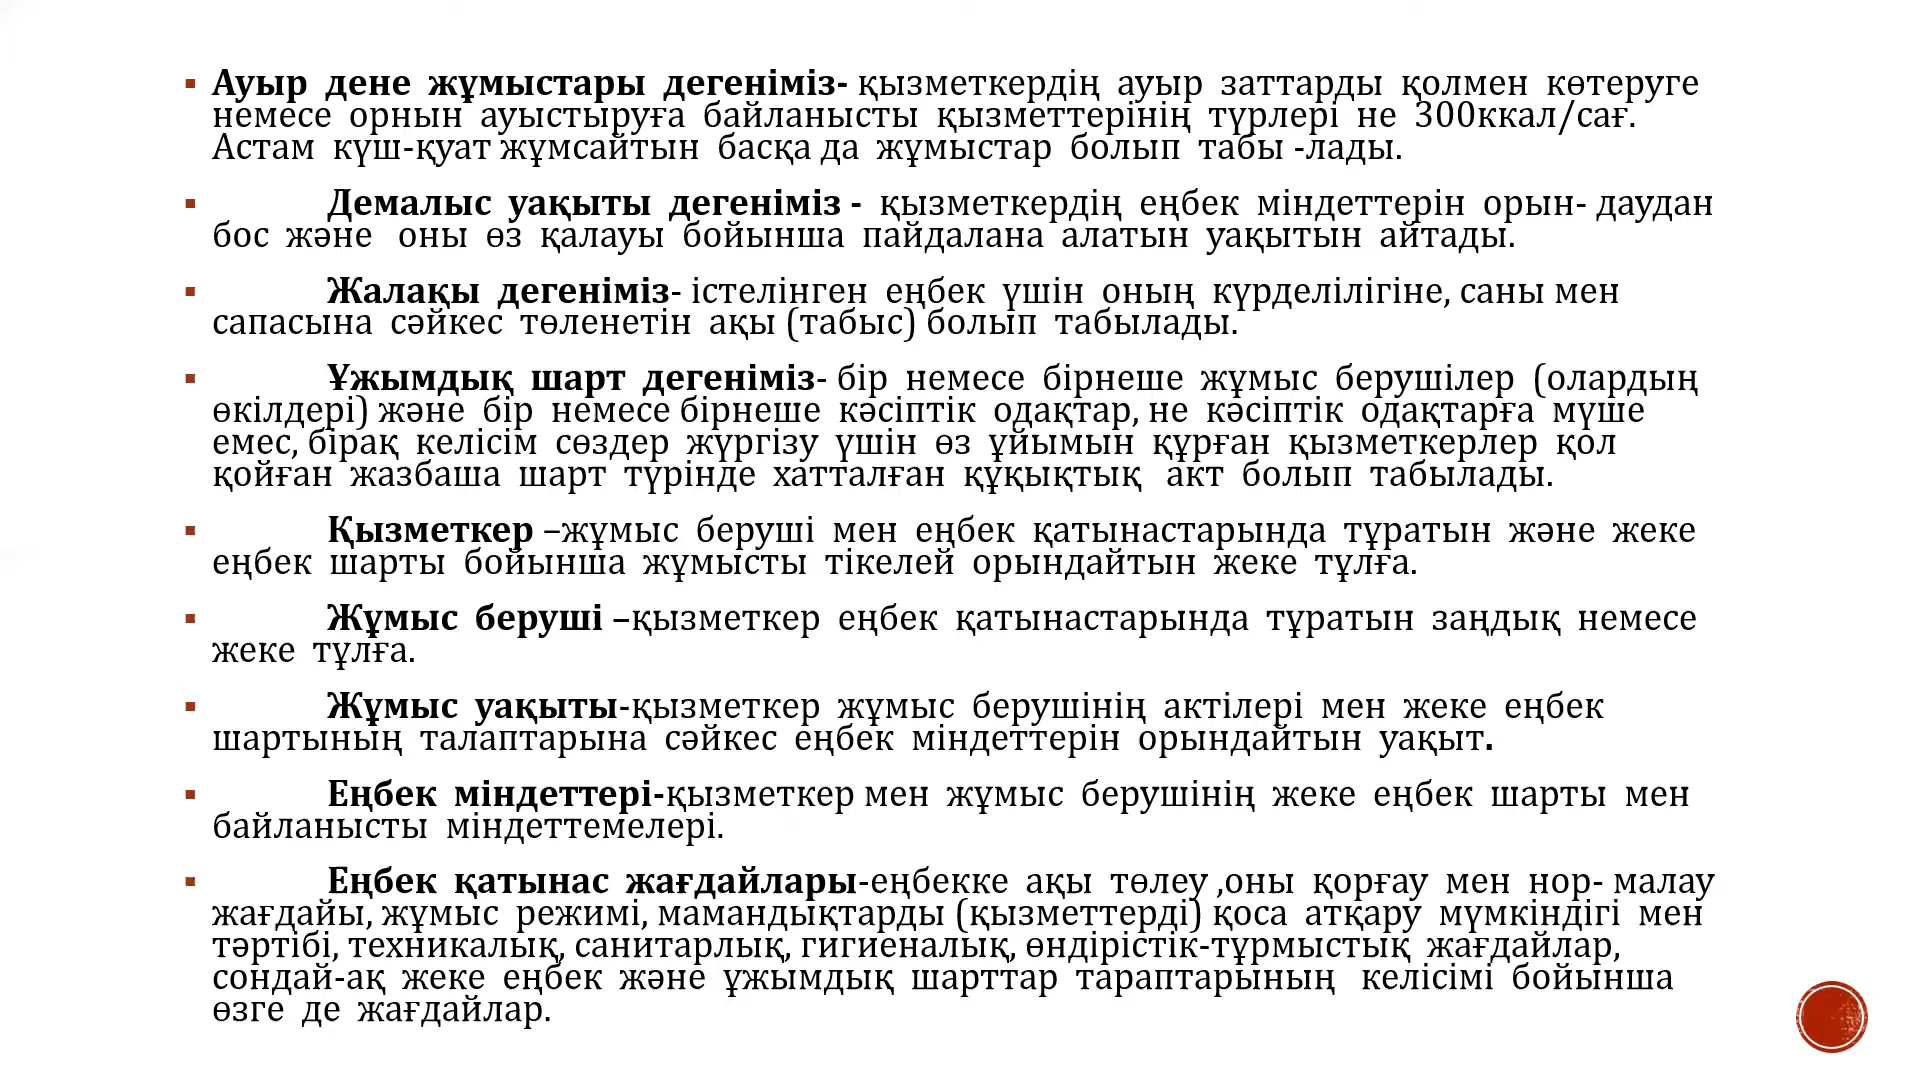 ▪ Ауыр дене жұмыстары дегеніміз- қызметкердің ауыр заттарды қолмен көтеруге
немесе орнын ауыстыруға байланысты қызметтерінің түрлері не 300ккал/сағ.
Астам күш-қуат жұмсайтын басқа да жұмыстар болып табы -лады.
▪ Демалыс уақыты дегеніміз - қызметкердің еңбек міндеттерін орын- даудан
бос және оны өз қалауы бойынша пайдалана алатын уақытын айтады.
▪ Жалақы дегеніміз- істелінген еңбек үшін оның күрделілігіне, саны мен
сапасына сәйкес төленетін ақы (табыс) болып табылады.
▪ Ұжымдық шарт дегеніміз- бір немесе бірнеше жұмыс берушілер (олардың
өкілдері) және бір немесе бірнеше кәсіптік одақтар, не кәсіптік одақтарға мүше
емес, бірақ келісім сөздер жүргізу үшін өз ұйымын құрған қызметкерлер қол
қойған жазбаша шарт түрінде хатталған құқықтық акт болып табылады.
▪ Қызметкер –жұмыс беруші мен еңбек қатынастарында тұратын және жеке
еңбек шарты бойынша жұмысты тікелей орындайтын жеке тұлға.
▪ Жұмыс беруші –қызметкер еңбек қатынастарында тұратын заңдық немесе
жеке тұлға.
▪ Жұмыс уақыты-қызметкер жұмыс берушінің актілері мен жеке еңбек
шартының талаптарына сәйкес еңбек міндеттерін орындайтын уақыт.
▪ Еңбек міндеттері-қызметкер мен жұмыс берушінің жеке еңбек шарты мен
байланысты міндеттемелері.
▪ Еңбек қатынас жағдайлары-еңбекке ақы төлеу ,оны қорғау мен нор- малау
жағдайы, жұмыс режимі, мамандықтарды (қызметтерді) қоса атқару мүмкіндігі мен
тәртібі, техникалық, санитарлық, гигиеналық, өндірістік-тұрмыстық жағдайлар,
сондай-ақ жеке еңбек және ұжымдық шарттар тараптарының келісімі бойынша
өзге де жағдайлар.